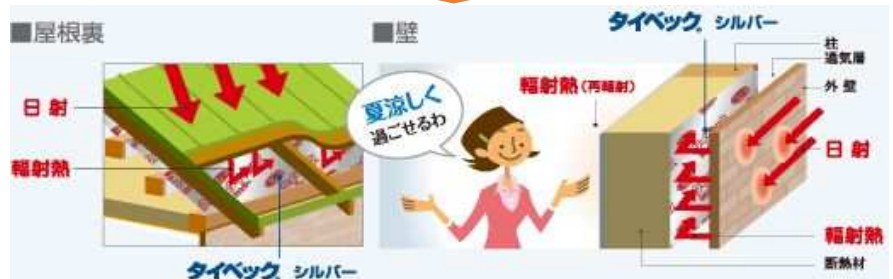 ■屋根裏
日射
輻射熱
タイベック® シルバー
夏涼しく
過ごせるわ
■壁
タイベック® シルバー
輻射熱(再輻射)
柱
通気層
外壁
日射
輻射熱
断熱材